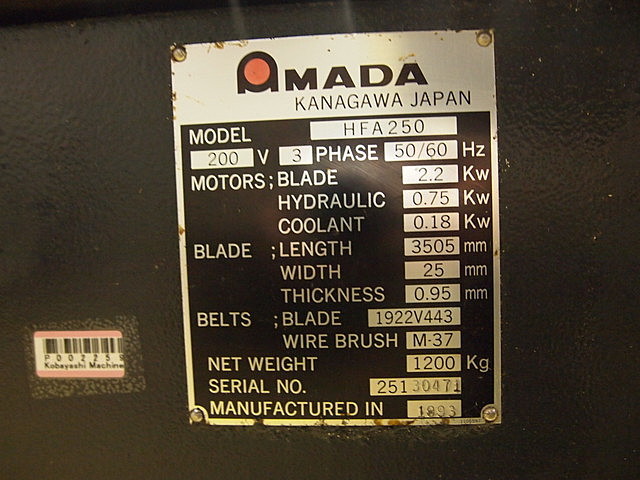 AMADA
KANAGAWA JAPAN
MODEL HFA250
200 V 3 PHASE 50/60 Hz
MOTORS; BLADE 2.2 Kw
HYDRAULIC 0.75 Kw
COOLANT 0.18 Kw
BLADE ; LENGTH 3505 mm
WIDTH 25 mm
THICKNESS 0.95 mm
BELTS ; BLADE 1922V443
WIRE BRUSH M-37
NET WEIGHT 1200 Kg
SERIAL NO. 25130471
MANUFACTURED IN 1893
P002259
Kobayashi Machine